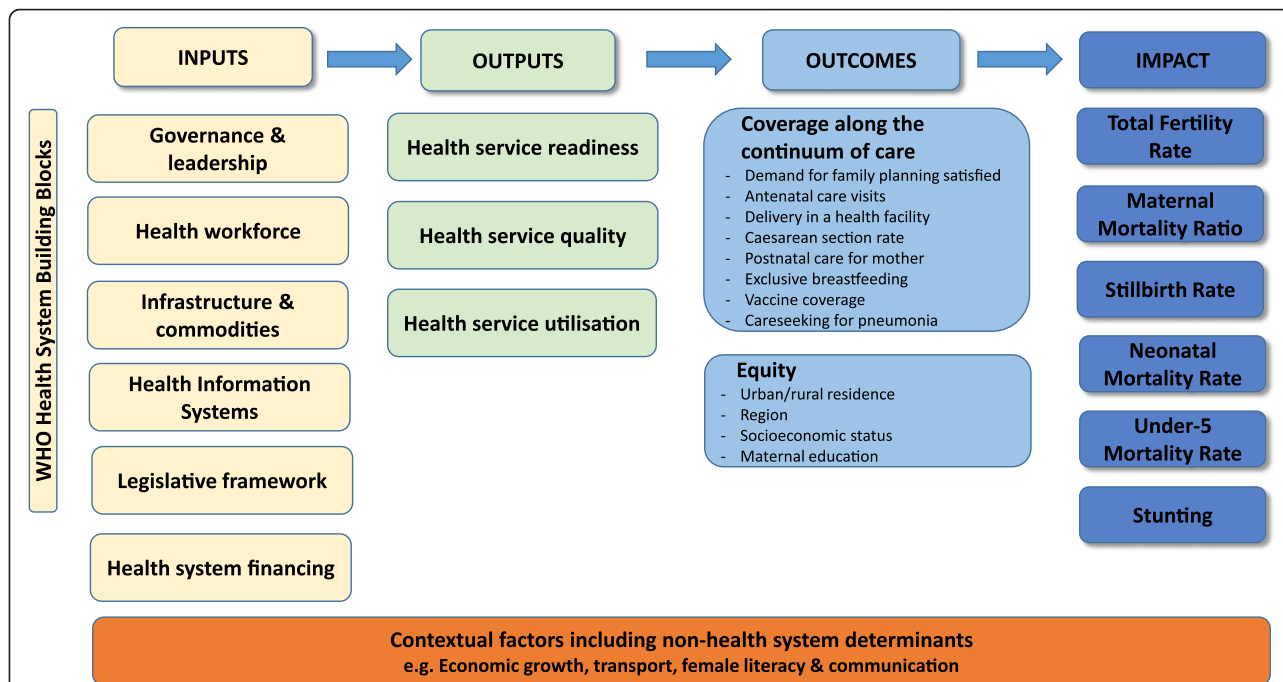 INPUTS
OUTPUTS
OUTCOMES
IMPACT
WHO Health System Building Blocks
Governance &
leadership
Health workforce
Infrastructure &
commodities
Health Information
Systems
Legislative framework
Health system financing
Health service readiness
Health service quality
Health service utilisation
Coverage along the
continuum of care
- Demand for family planning satisfied
- Antenatal care visits
- Delivery in a health facility
- Caesarean section rate
- Postnatal care for mother
- Exclusive breastfeeding
- Vaccine coverage
- Careseeking for pneumonia
Equity
- Urban/rural residence
- Region
- Socioeconomic status
- Maternal education
Total Fertility
Rate
Maternal
Mortality Ratio
Stillbirth Rate
Neonatal
Mortality Rate
Under-5
Mortality Rate
Stunting
Contextual factors including non-health system determinants
e.g. Economic growth, transport, female literacy & communication